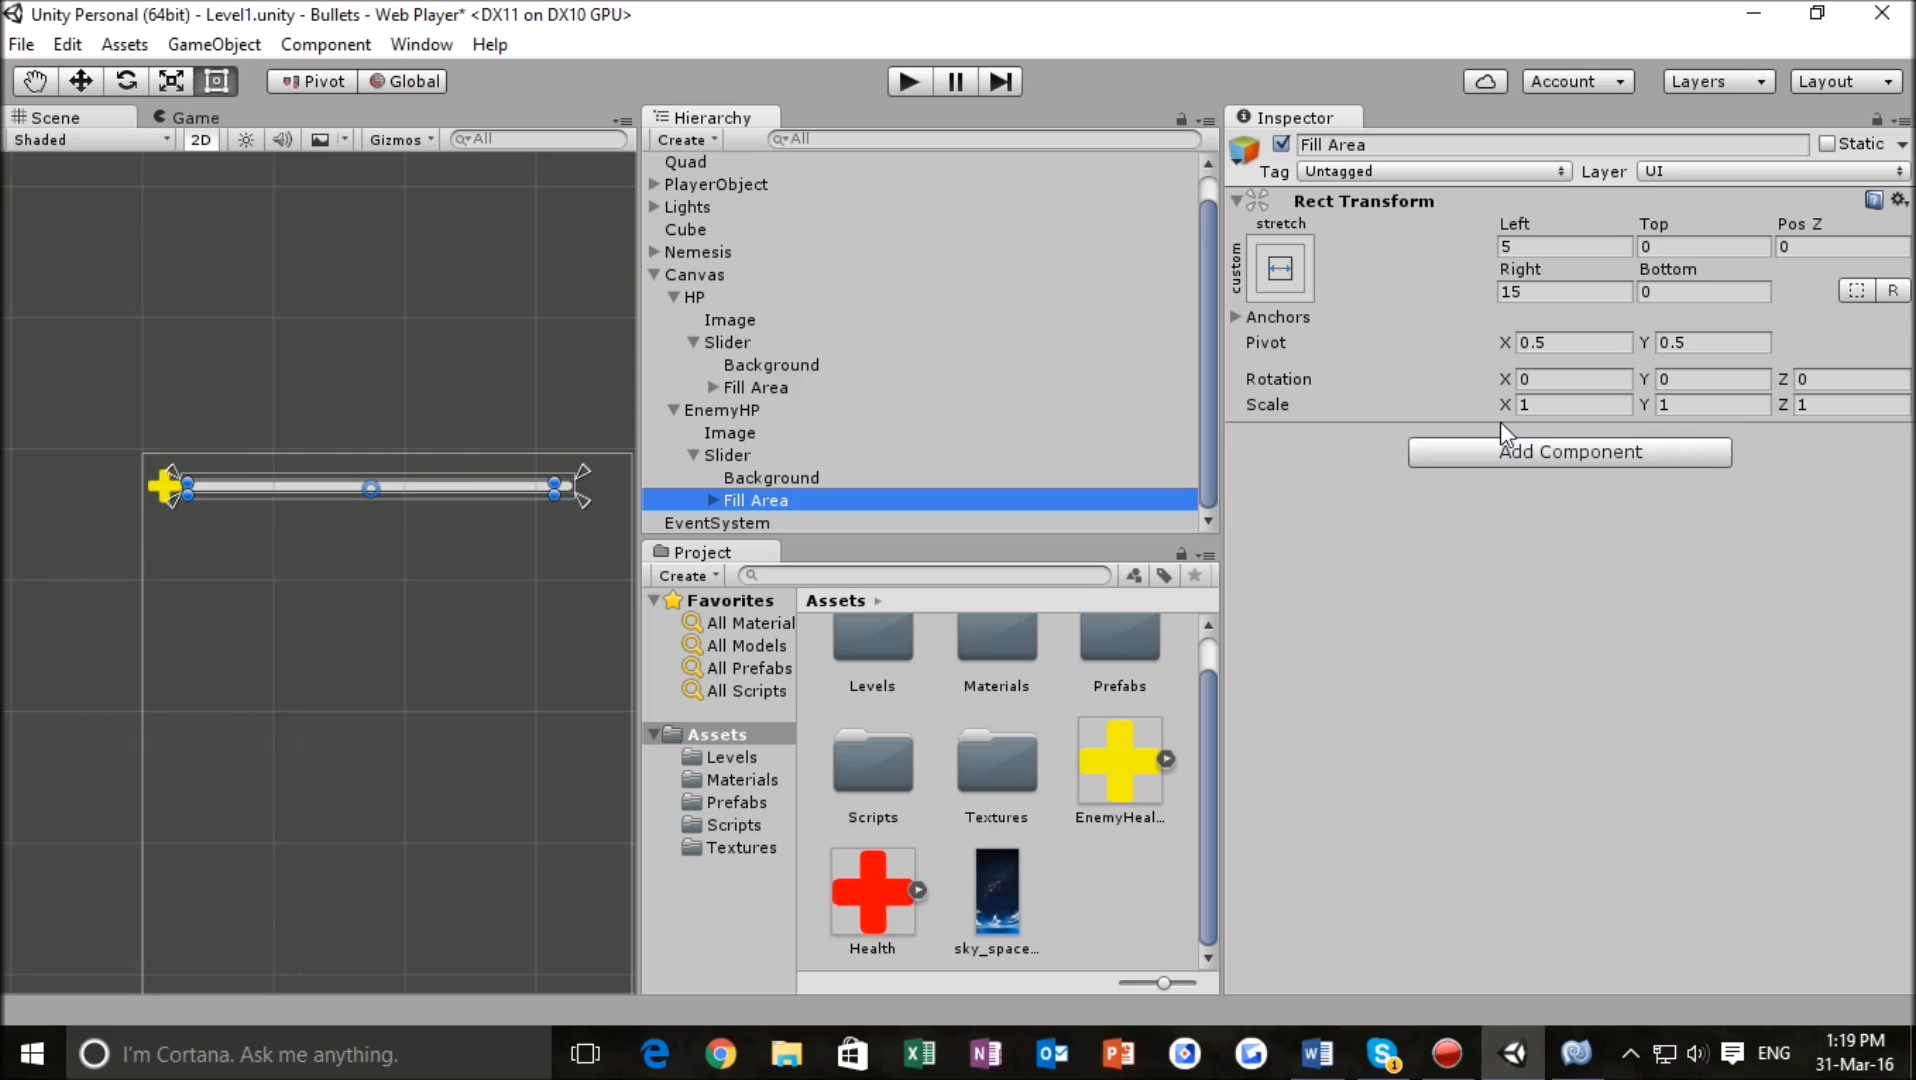 Unity Personal (64bit) - Level1.unity - Bullets - Web Player* <DX11 on DX10 GPU>
File Edit Assets GameObject Component Window Help
Pivot Global Account Layers Layout
Scene Game
Shaded 2D Gizmos All
Hierarchy
Create All
Quad
PlayerObject
Lights
Cube
Nemesis
Canvas
HP
Image
Slider
Background
Fill Area
EnemyHP
Image
Slider
Background
Fill Area
EventSystem
Project
Create
Favorites
All Material
All Models
All Prefabs
All Scripts
Assets
Levels
Materials
Prefabs
Scripts
Textures
Assets
Levels Materials Prefabs
Scripts Textures EnemyHeal...
Health sky_space...
Inspector
Fill Area Static
Tag Untagged Layer UI
Rect Transform
stretch
custom
Left Top Pos Z
5 0 0
Right Bottom
15 0 R
Anchors
Pivot X 0.5 Y 0.5
Rotation X 0 Y 0 Z 0
Scale X 1 Y 1 Z 1
Add Component
I'm Cortana. Ask me anything.
ENG
1:19 PM
31-Mar-16